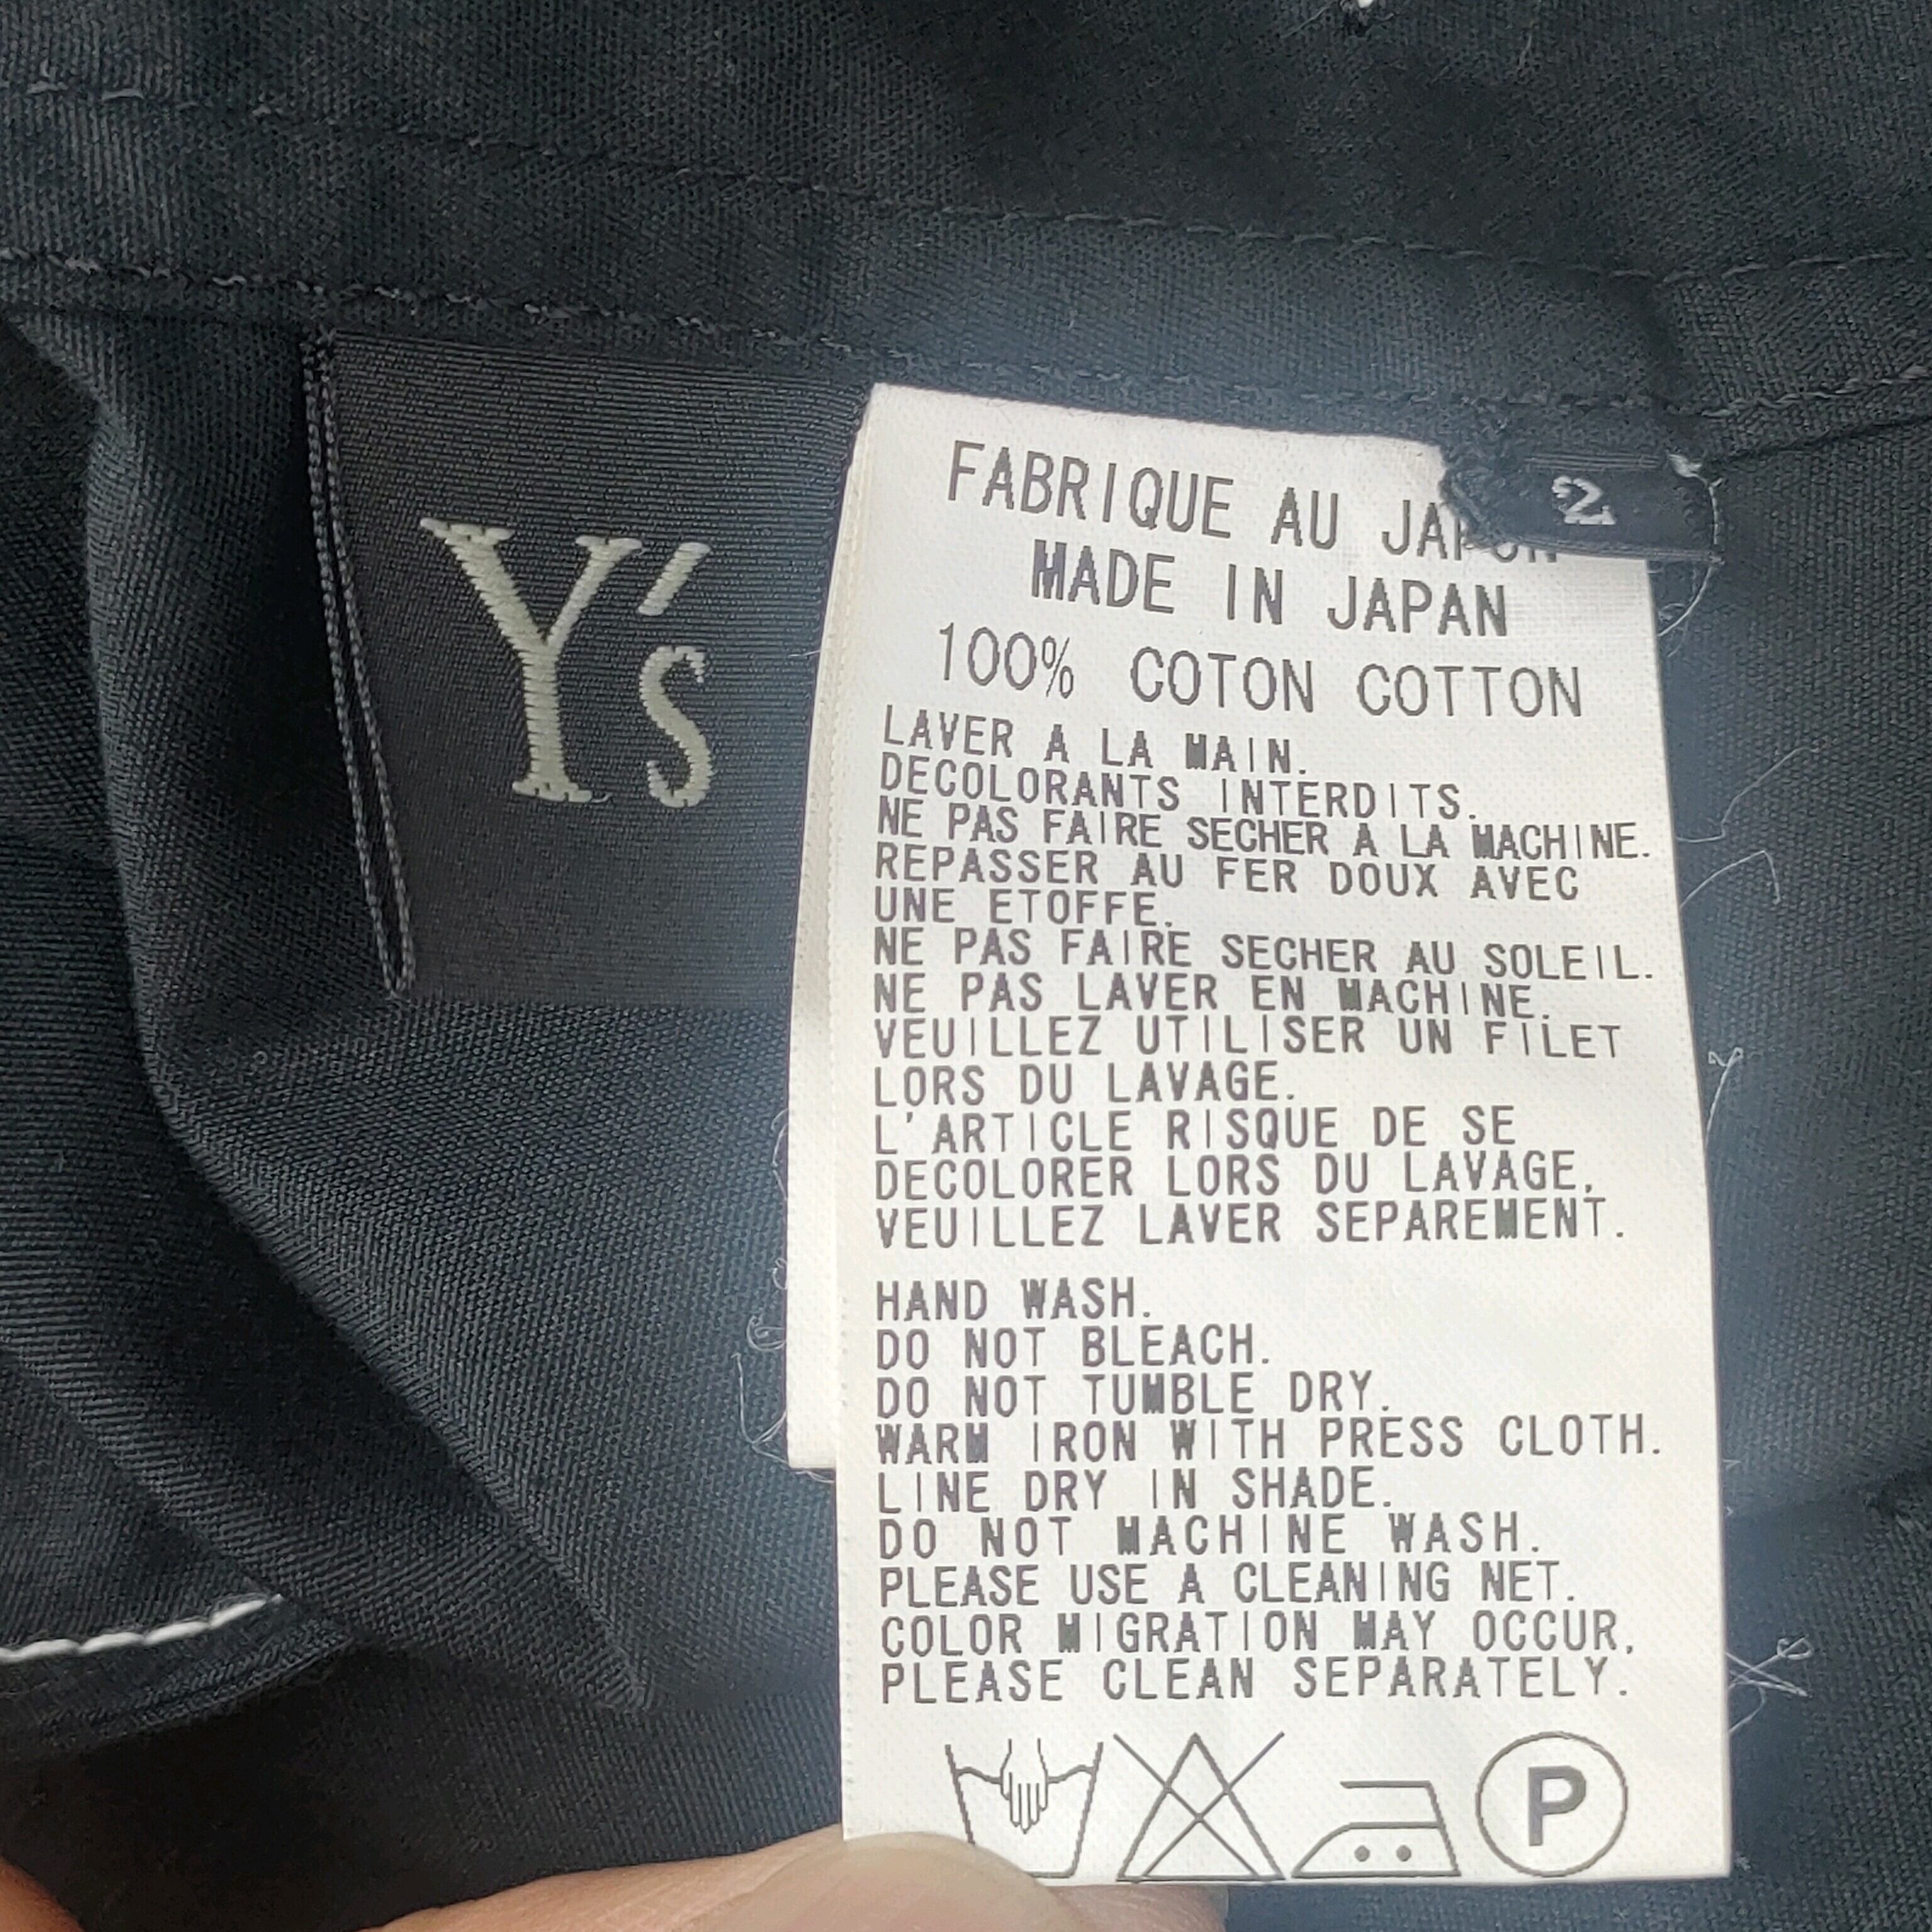 Y's
2
FABRIQUE AU JAPON
MADE IN JAPAN
100% COTON COTTON
LAVER A LA MAIN.
DECOLORANTS INTERDITS.
NE PAS FAIRE SECHER A LA MACHINE.
REPASSER AU FER DOUX AVEC
UNE ETOFFE.
NE PAS FAIRE SECHER AU SOLEIL.
NE PAS LAVER EN MACHINE.
VEUILLEZ UTILISER UN FILET
LORS DU LAVAGE.
L'ARTICLE RISQUE DE SE
DECOLORER LORS DU LAVAGE,
VEUILLEZ LAVER SEPAREMENT.
HAND WASH.
DO NOT BLEACH.
DO NOT TUMBLE DRY.
WARM IRON WITH PRESS CLOTH.
LINE DRY IN SHADE.
DO NOT MACHINE WASH.
PLEASE USE A CLEANING NET.
COLOR MIGRATION MAY OCCUR,
PLEASE CLEAN SEPARATELY.
P